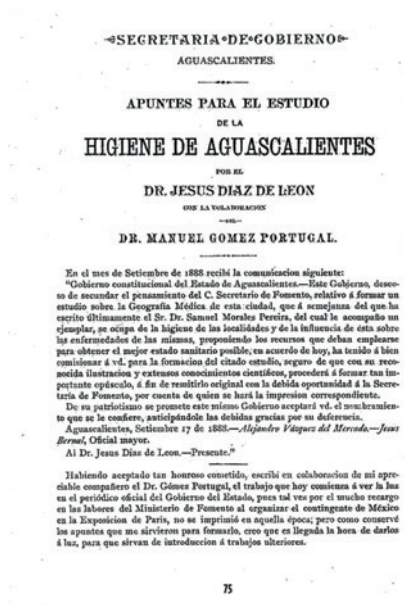 SECRETARIA DE GOBIERNO
AGUASCALIENTES.
APUNTES PARA EL ESTUDIO
DE LA
HIGIENE DE AGUASCALIENTES
POR EL
DR. JESUS DIAZ DE LEON
CON LA COLABORACION
DEL
DR. MANUEL GOMEZ PORTUGAL.
En el mes de Setiembre de 1888 recibí la comunicacion siguiente:
"Gobierno constitucional del Estado de Aguascalientes.—Este Gobierno, deseo-
so de secundar el pensamiento del C. Secretario de Fomento, relativo á formar un
estudio sobre la Geografía Médica de esta ciudad, que á semejanza del que ha
escrito últimamente el Sr. Dr. Samuel Morales Pereira, del cual le acompaño un
ejemplar, se ocupa de la higiene de las localidades y de la influencia de ésta sobre
las enfermedades de las mismas, proponiendo los recursos que deban emplearse
para obtener el mejor estado sanitario posible, en acuerdo de hoy, ha tenido á bien
comisionar á vd. para la formacion del citado estudio, seguro de que con su reco-
nocida ilustracion y extensos conocimientos científicos, procederá á formar tan im-
portante opúsculo, á fin de remitirlo original con la debida oportunidad á la Secre-
taría de Fomento, por cuenta de quien se hará la impresion correspondiente.
De su patriotismo se promete este mismo Gobierno aceptará vd. el nombramien-
to que se le confiere, anticipándole las debidas gracias por su deferencia.
Aguascalientes, Setiembre 17 de 1888.—Alejandro Vázquez del Mercado.—Jesus
Bernal, Oficial mayor.
Al Dr. Jesus Diaz de Leon.—Presente."
Habiendo aceptado tan honroso cometido, escribí en colaboracion de mi apre-
ciable compañero el Dr. Gómez Portugal, el trabajo que hoy comienza á ver la luz
en el periódico oficial del Gobierno del Estado, pues tal vez por el mucho recargo
en las labores del Ministerio de Fomento al organizar el contingente de México
en la Exposicion de Paris, no se imprimió en aquella época; pero como conservé
los apuntes que me sirvieron para formarlo, creo que es llegada la hora de darlos
á luz, para que sirvan de introduccion á trabajos ulteriores.
75